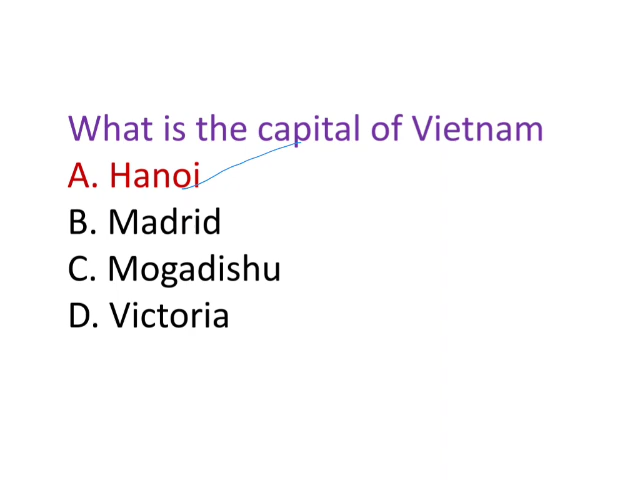 What is the capital of Vietnam
A. Hanoi
B. Madrid
C. Mogadishu
D. Victoria